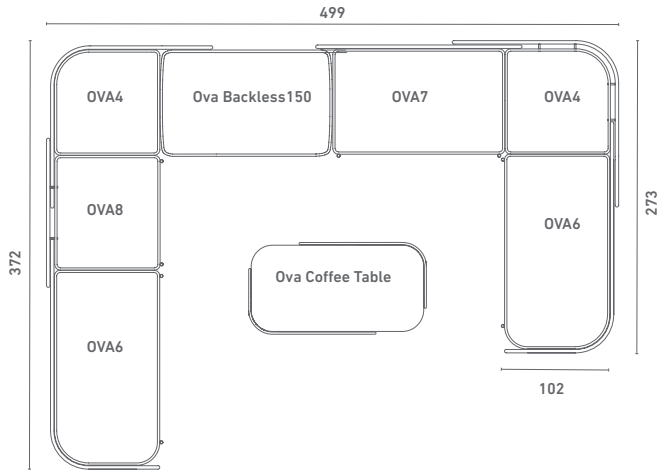 499
OVA4
Ova Backless150
OVA7
OVA4
OVA8
OVA6
273
372
Ova Coffee Table
OVA6
102